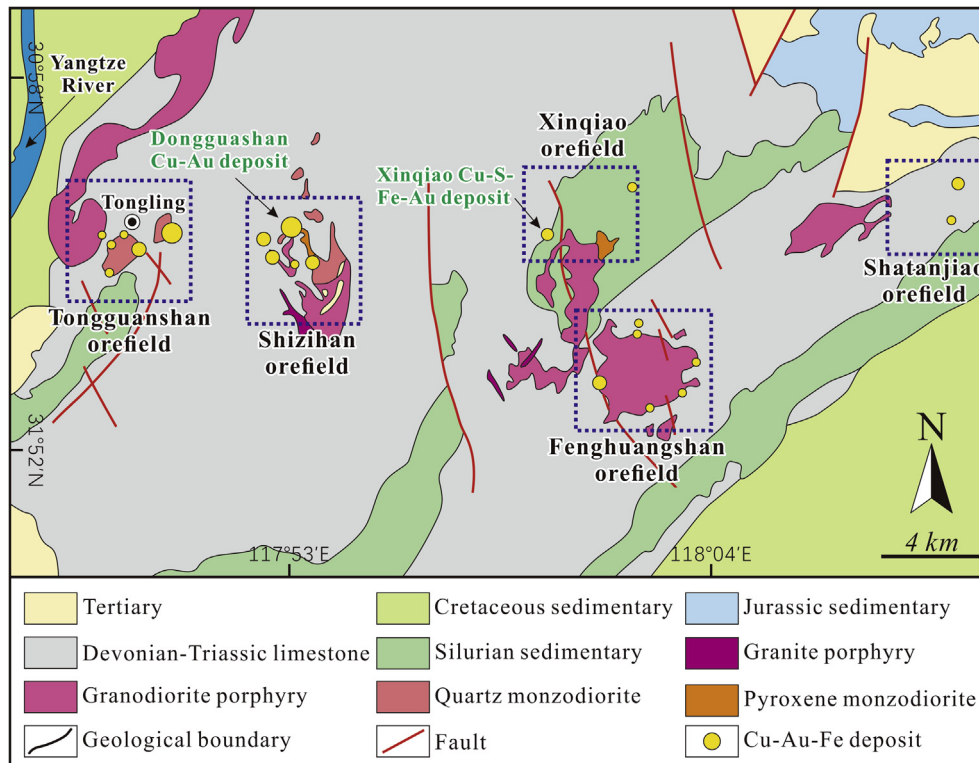 30°58'N
Yangtze
River
Dongguashan
Cu-Au deposit
Xinqiao
orefield
Xinqiao Cu-S-
Fe-Au deposit
Tongling
Shatanjiao
orefield
Tongguanshan
orefield
Shizihan
orefield
Fenghuangshan
orefield
31°52'N
N
117°53'E
118°04'E
4 km
Tertiary
Cretaceous sedimentary
Jurassic sedimentary
Devonian-Triassic limestone
Silurian sedimentary
Granite porphyry
Granodiorite porphyry
Quartz monzodiorite
Pyroxene monzodiorite
Geological boundary
Fault
Cu-Au-Fe deposit